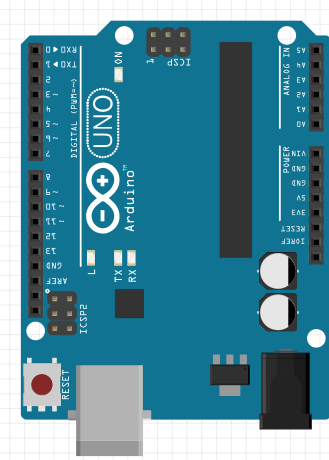 RXD ◄ 0
TXD ► 1
2
~ 3
4
~ 5
~ 6
7
8
~ 9
~ 10
~ 11
12
13
GND
AREF
DIGITAL (PWM=~)
ON
1
ICSP
UNO
Arduino
L
TX
RX
ICSP2
RESET
ANALOG IN
A5
A4
A3
A2
A1
A0
POWER
VIN
GND
GND
5V
3V3
RESET
IOREF